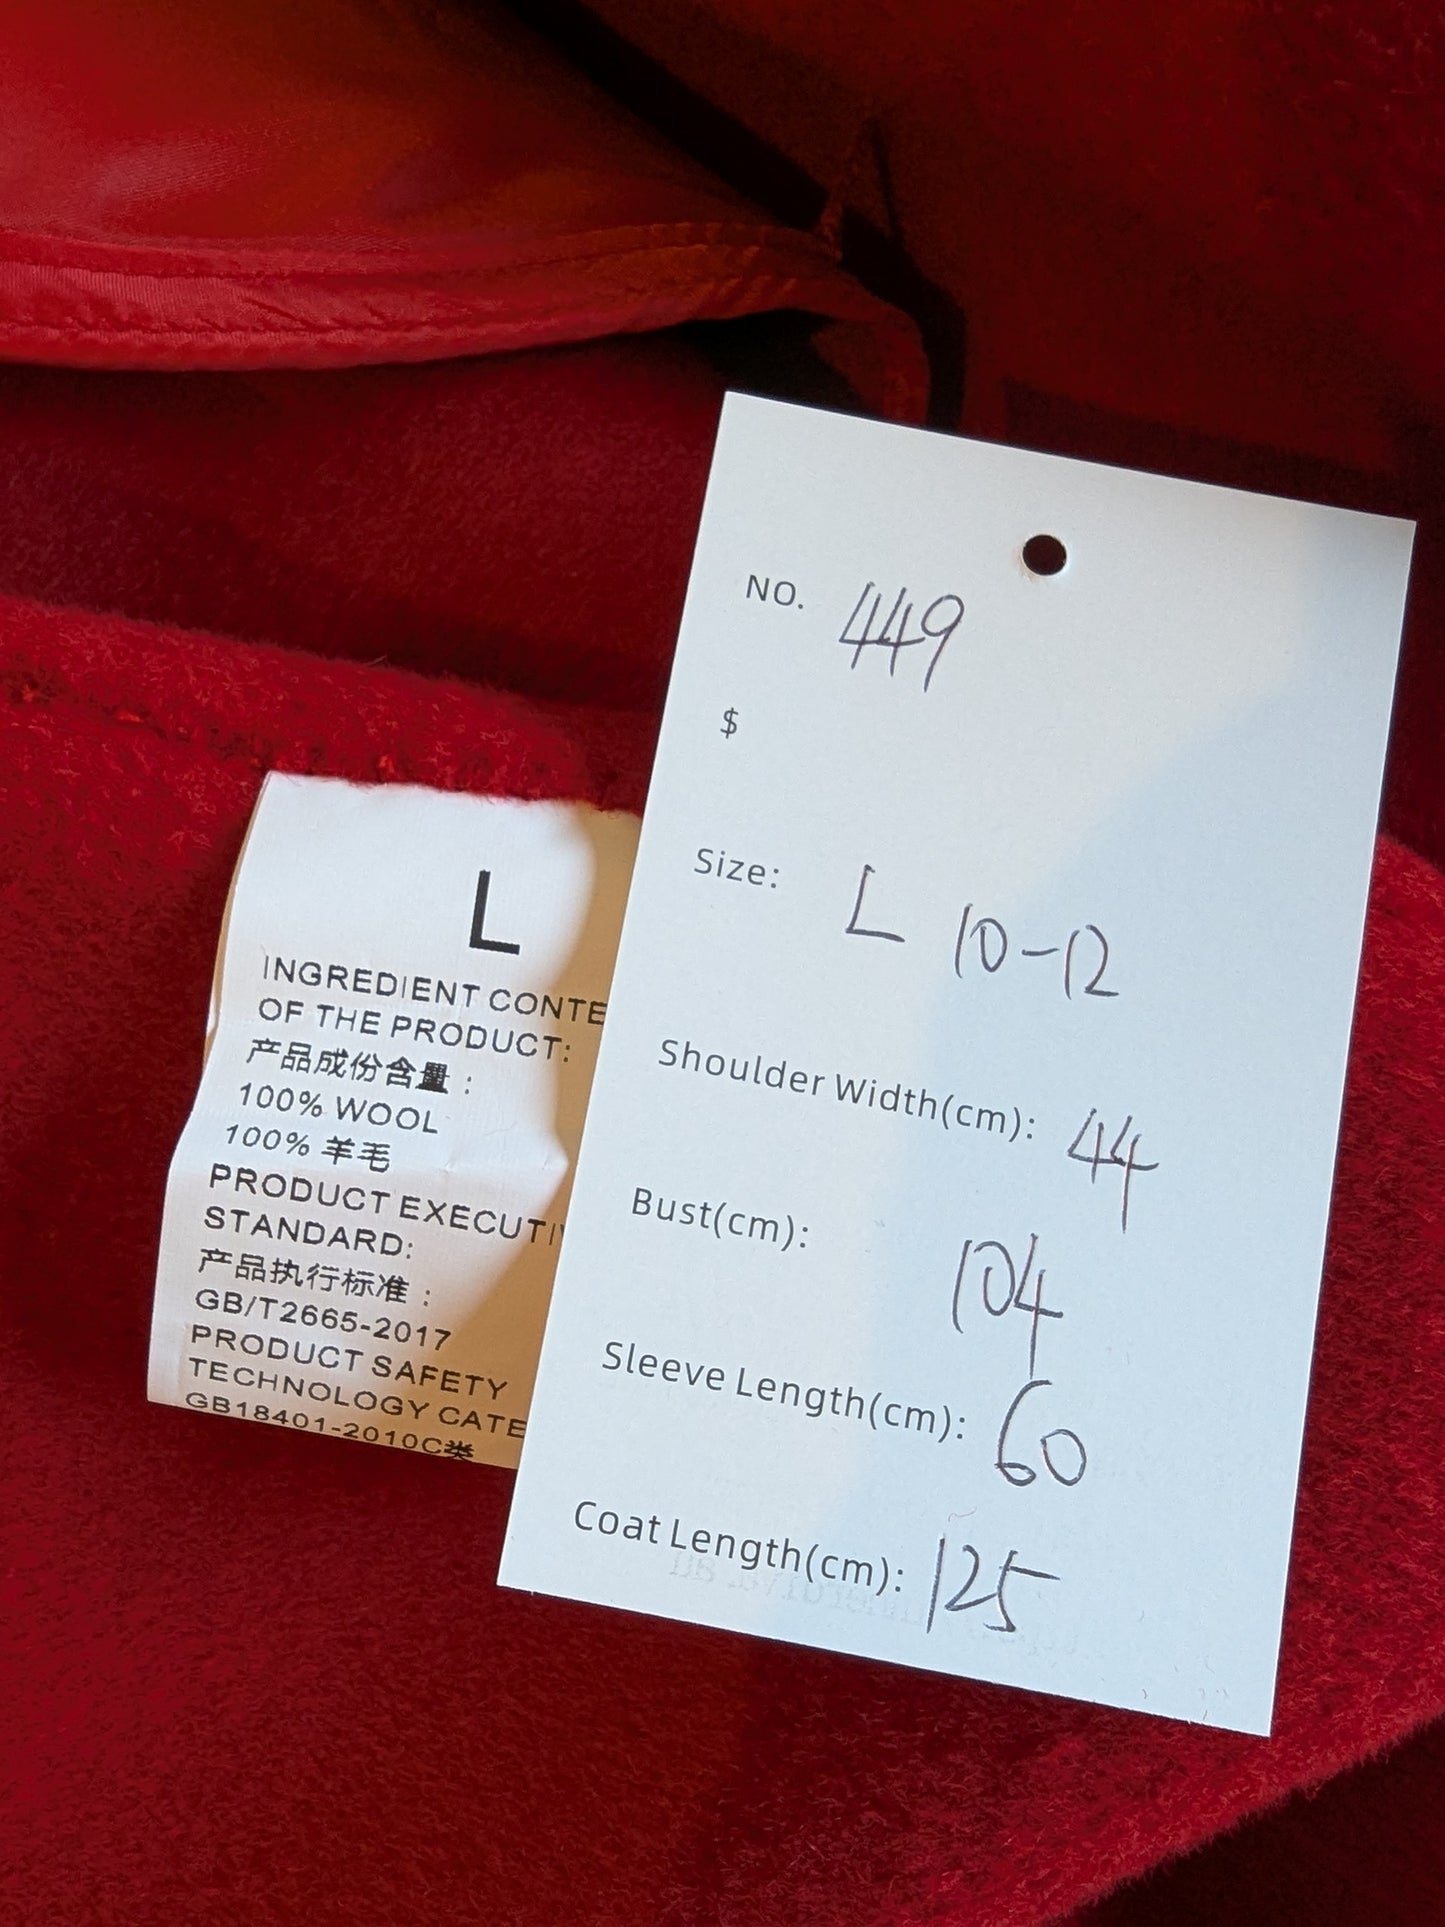 NO. 449
$
Size: L 10-12
Shoulder Width(cm): 44
Bust(cm): 104
Sleeve Length(cm): 60
Coat Length(cm): 125
L
INGREDIENT CONTE
OF THE PRODUCT:
产品成份含量：
100% WOOL
100% 羊毛
PRODUCT EXECUTI
STANDARD:
产品执行标准：
GB/T2665-2017
PRODUCT SAFETY
TECHNOLOGY CATE
GB18401-2010C类